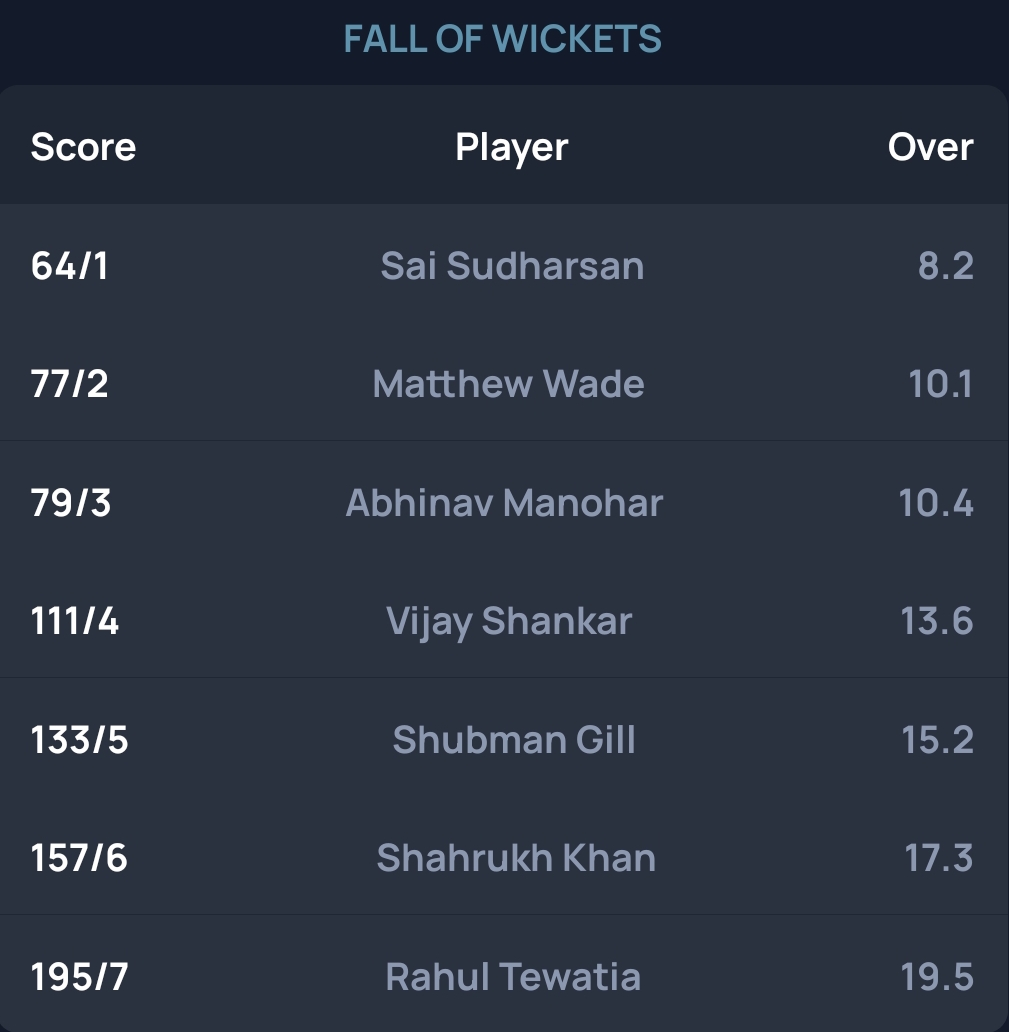 FALL OF WICKETS
Score Player Over
64/1 Sai Sudharsan 8.2
77/2 Matthew Wade 10.1
79/3 Abhinav Manohar 10.4
111/4 Vijay Shankar 13.6
133/5 Shubman Gill 15.2
157/6 Shahrukh Khan 17.3
195/7 Rahul Tewatia 19.5